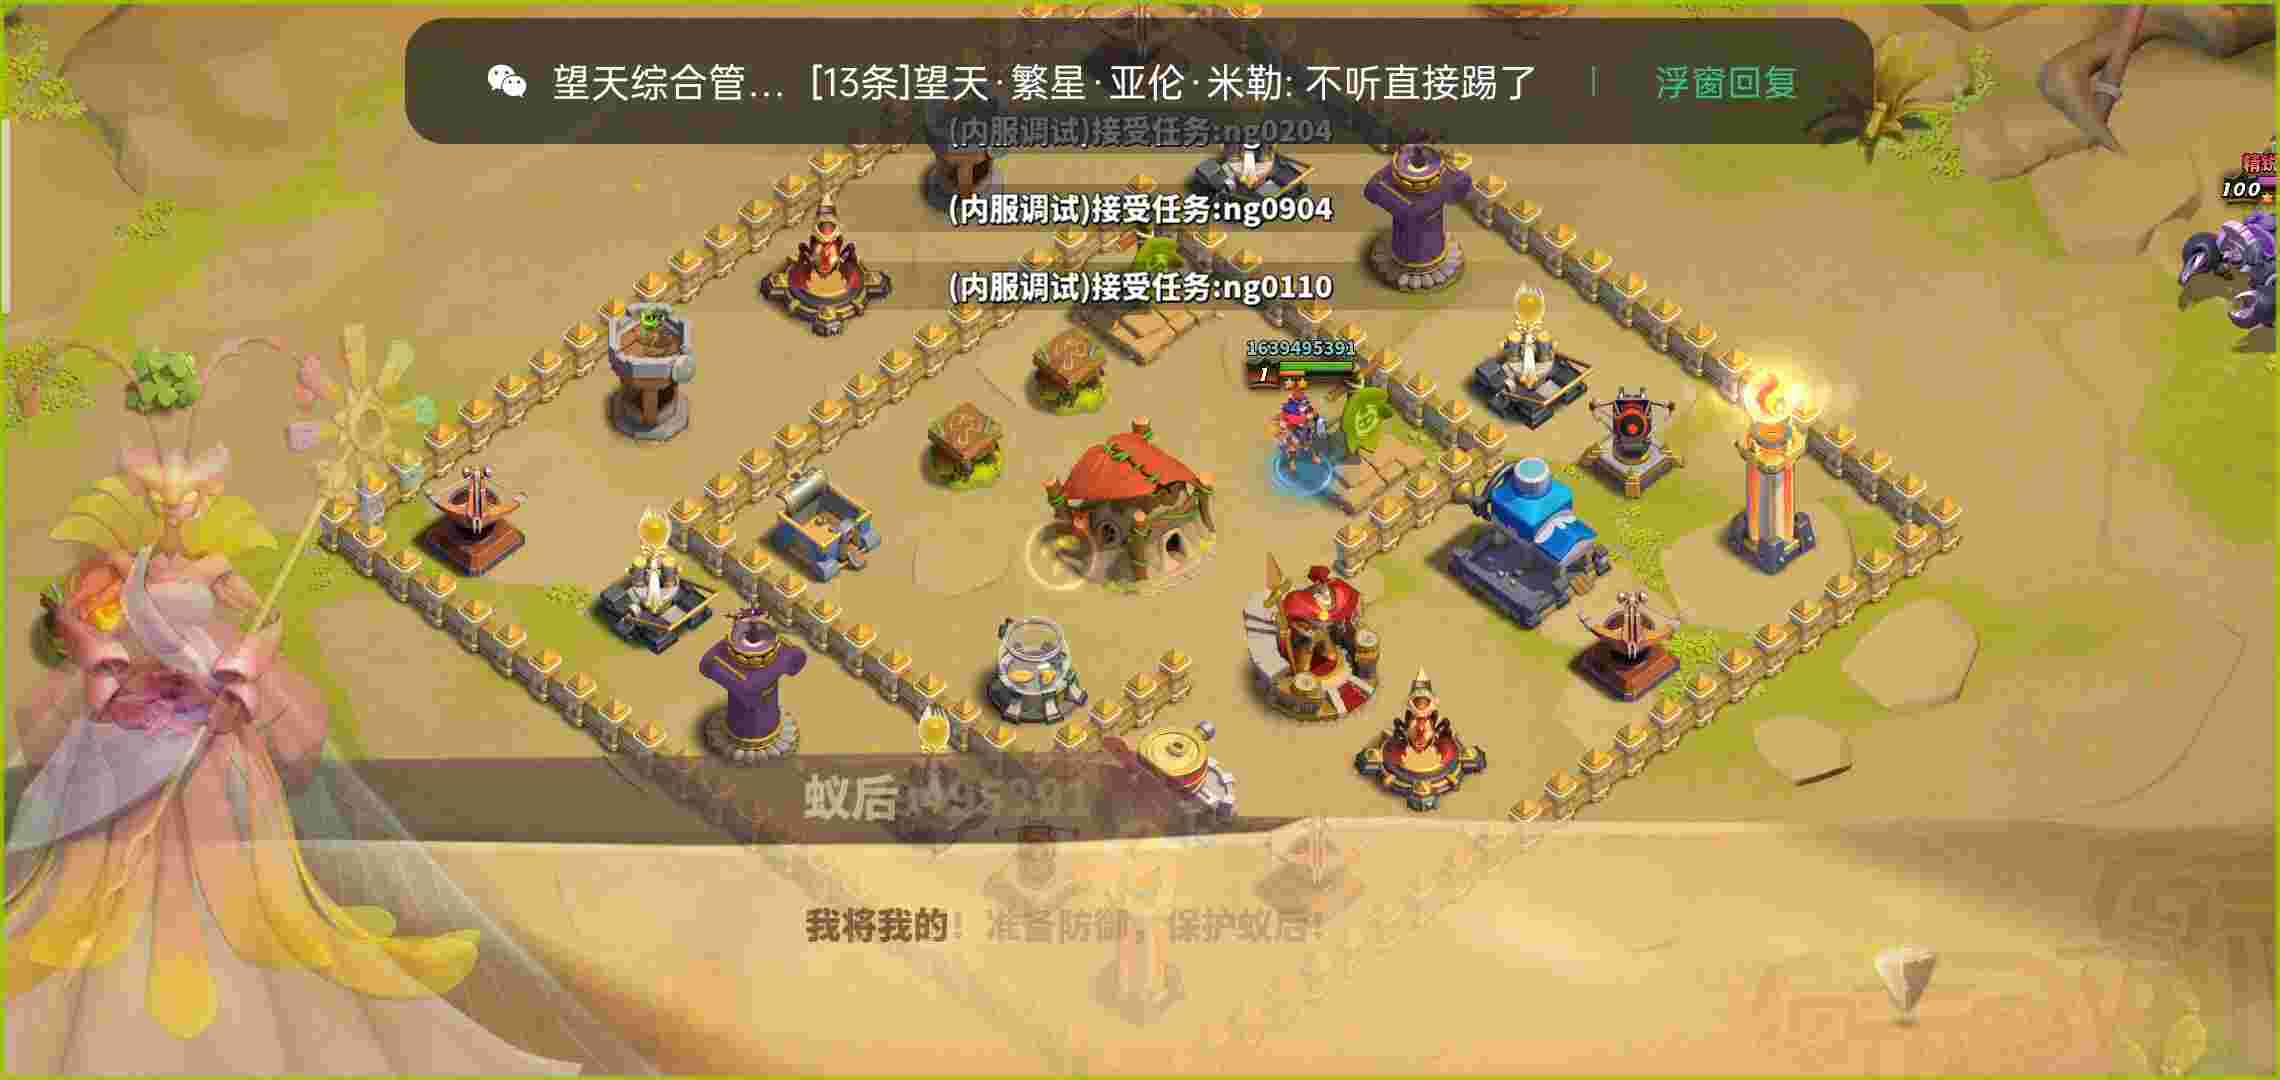 望天综合管… [13条]望天·繁星·亚伦·米勒: 不听直接踢了 | 浮窗回复
(内服调试)接受任务:ng0204
(内服调试)接受任务:ng0904
(内服调试)接受任务:ng0110
精锐
100
1639495391
1
蚁后
我将我的！准备防御，保护蚁后！